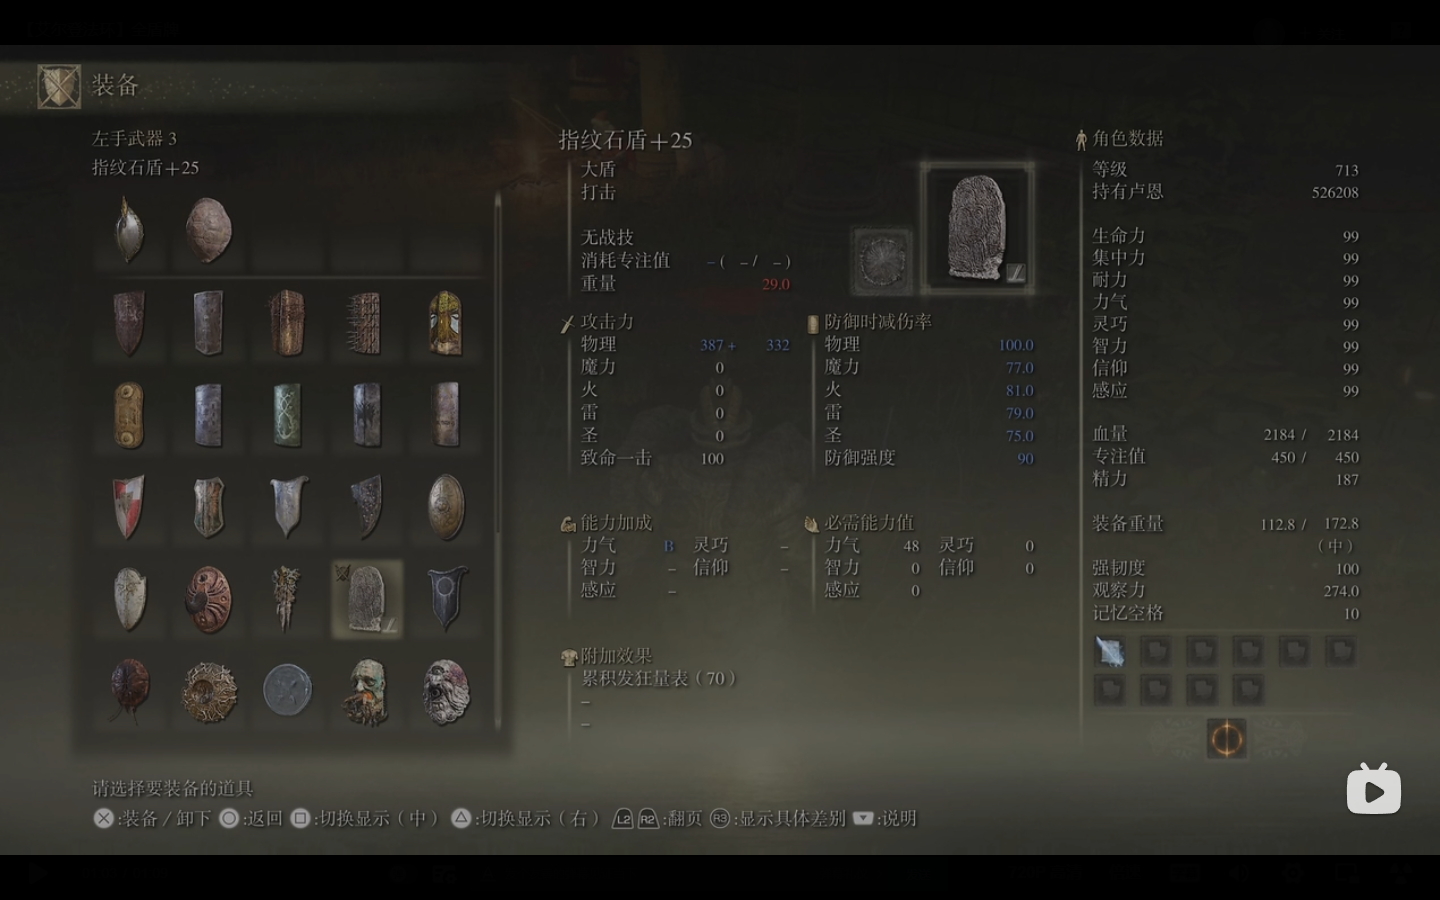 装备
左手武器 3
指纹石盾+25
指纹石盾+25
大盾
打击
无战技
消耗专注值 –( –/ –)
重量 29.0
攻击力
物理 387 + 332
魔力 0
火 0
雷 0
圣 0
致命一击 100
防御时减伤率
物理 100.0
魔力 77.0
火 81.0
雷 79.0
圣 75.0
防御强度 90
能力加成
力气 B 灵巧 –
智力 – 信仰 –
感应 –
必需能力值
力气 48 灵巧 0
智力 0 信仰 0
感应 0
附加效果
累积发狂量表（70）
–
–
角色数据
等级 713
持有卢恩 526208
生命力 99
集中力 99
耐力 99
力气 99
灵巧 99
智力 99
信仰 99
感应 99
血量 2184 / 2184
专注值 450 / 450
精力 187
装备重量 112.8 / 172.8
（中）
强韧度 100
观察力 274.0
记忆空格 10
请选择要装备的道具
:装备／卸下 :返回 :切换显示（中） :切换显示（右） L2 R2:翻页 R3:显示具体差别 :说明